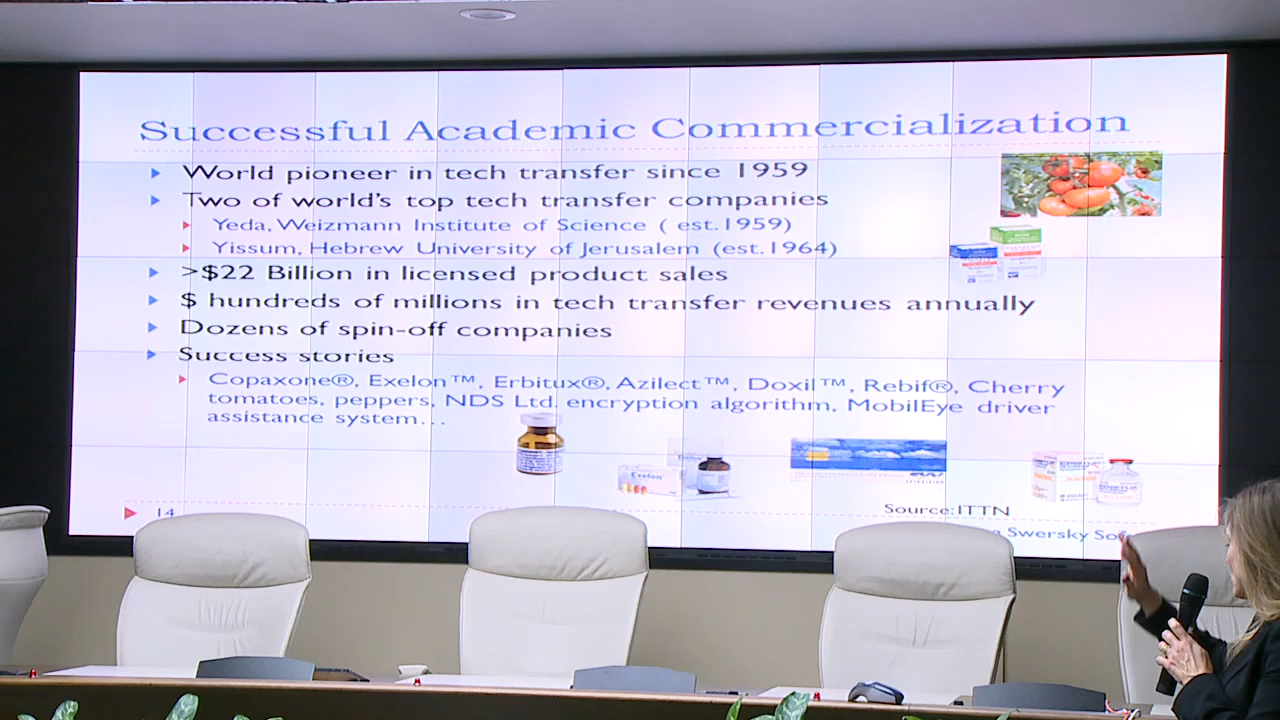 Successful Academic Commercialization
World pioneer in tech transfer since 1959
Two of world's top tech transfer companies
Yeda, Weizmann Institute of Science ( est.1959)
Yissum, Hebrew University of Jerusalem (est.1964)
>$22 Billion in licensed product sales
$ hundreds of millions in tech transfer revenues annually
Dozens of spin-off companies
Success stories
Copaxone®, Exelon™, Erbitux®, Azilect™, Doxil™, Rebif®, Cherry
tomatoes, peppers, NDS Ltd. encryption algorithm, MobilEye driver
assistance system…
Exelon
14
Source: ITTN
Swersky